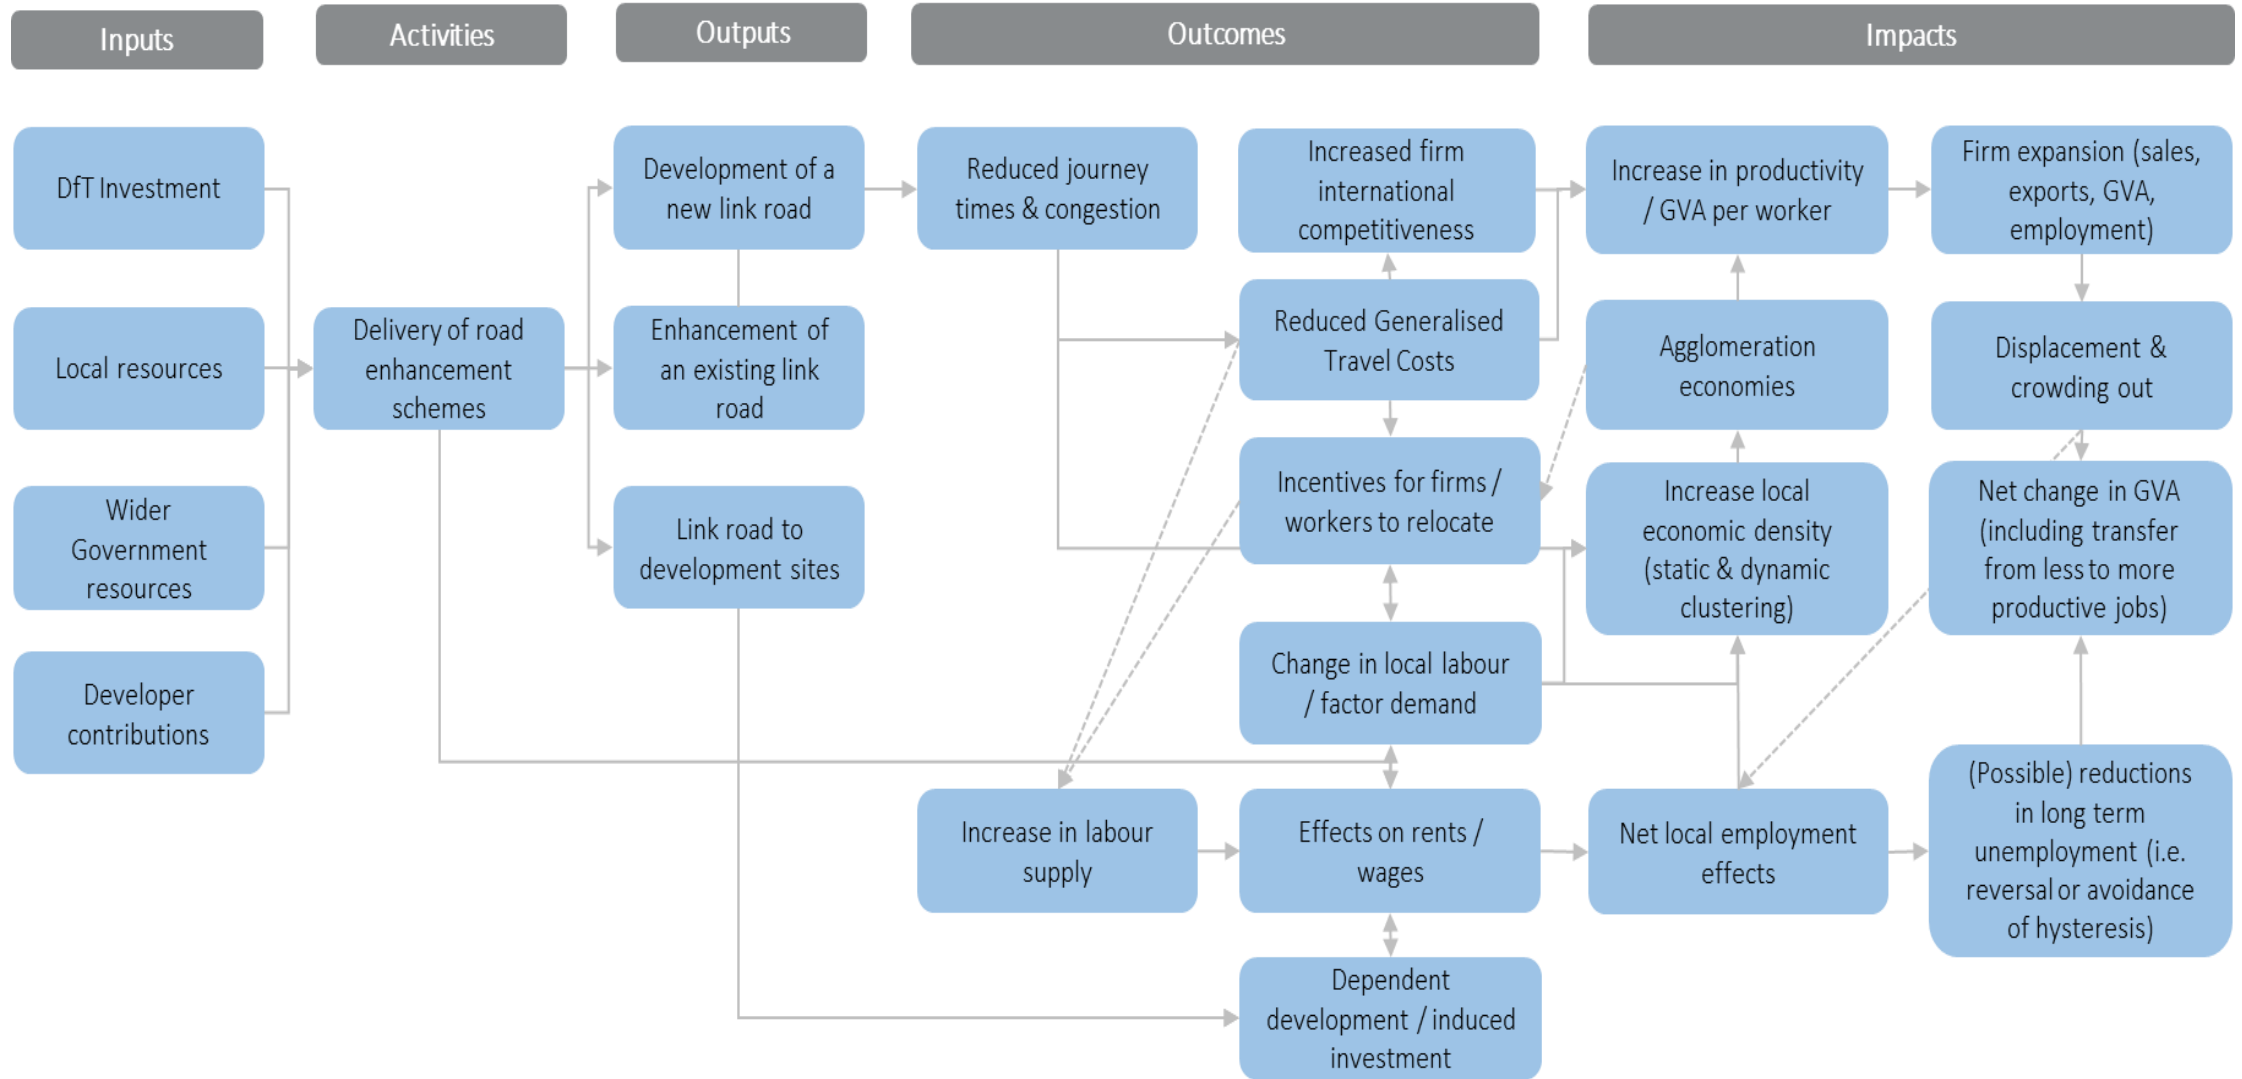 Inputs
Activities
Outputs
Outcomes
Impacts
DfT Investment
Local resources
Wider
Government
resources
Developer
contributions
Delivery of road
enhancement
schemes
Development of a
new link road
Enhancement of
an existing link
road
Link road to
development sites
Reduced journey
times & congestion
Increase in labour
supply
Increased firm
international
competitiveness
Reduced Generalised
Travel Costs
Incentives for firms /
workers to relocate
Change in local labour
/ factor demand
Effects on rents /
wages
Dependent
development / induced
investment
Increase in productivity
/ GVA per worker
Agglomeration
economies
Increase local
economic density
(static & dynamic
clustering)
Net local employment
effects
Firm expansion (sales,
exports, GVA,
employment)
Displacement &
crowding out
Net change in GVA
(including transfer
from less to more
productive jobs)
(Possible) reductions
in long term
unemployment (i.e.
reversal or avoidance
of hysteresis)